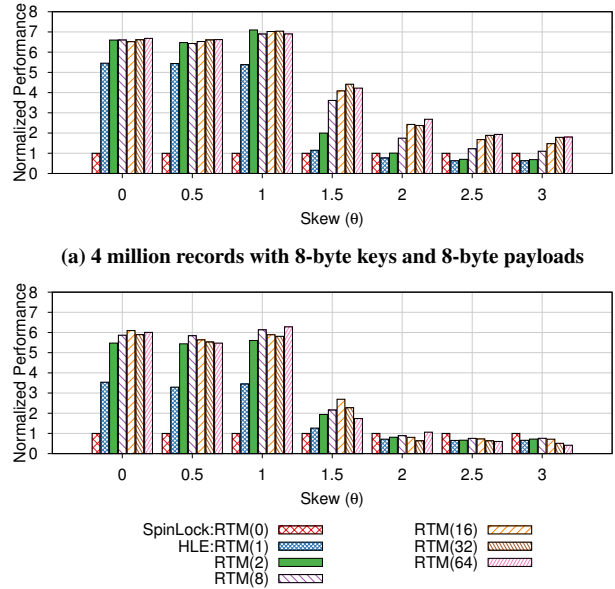 8
7
6
5
4
3
2
1
0
Normalized Performance
0 0.5 1 1.5 2 2.5 3
Skew (θ)
(a) 4 million records with 8-byte keys and 8-byte payloads
8
7
6
5
4
3
2
1
0
Normalized Performance
0 0.5 1 1.5 2 2.5 3
Skew (θ)
SpinLock:RTM(0) RTM(16)
HLE:RTM(1) RTM(32)
RTM(2) RTM(64)
RTM(8)